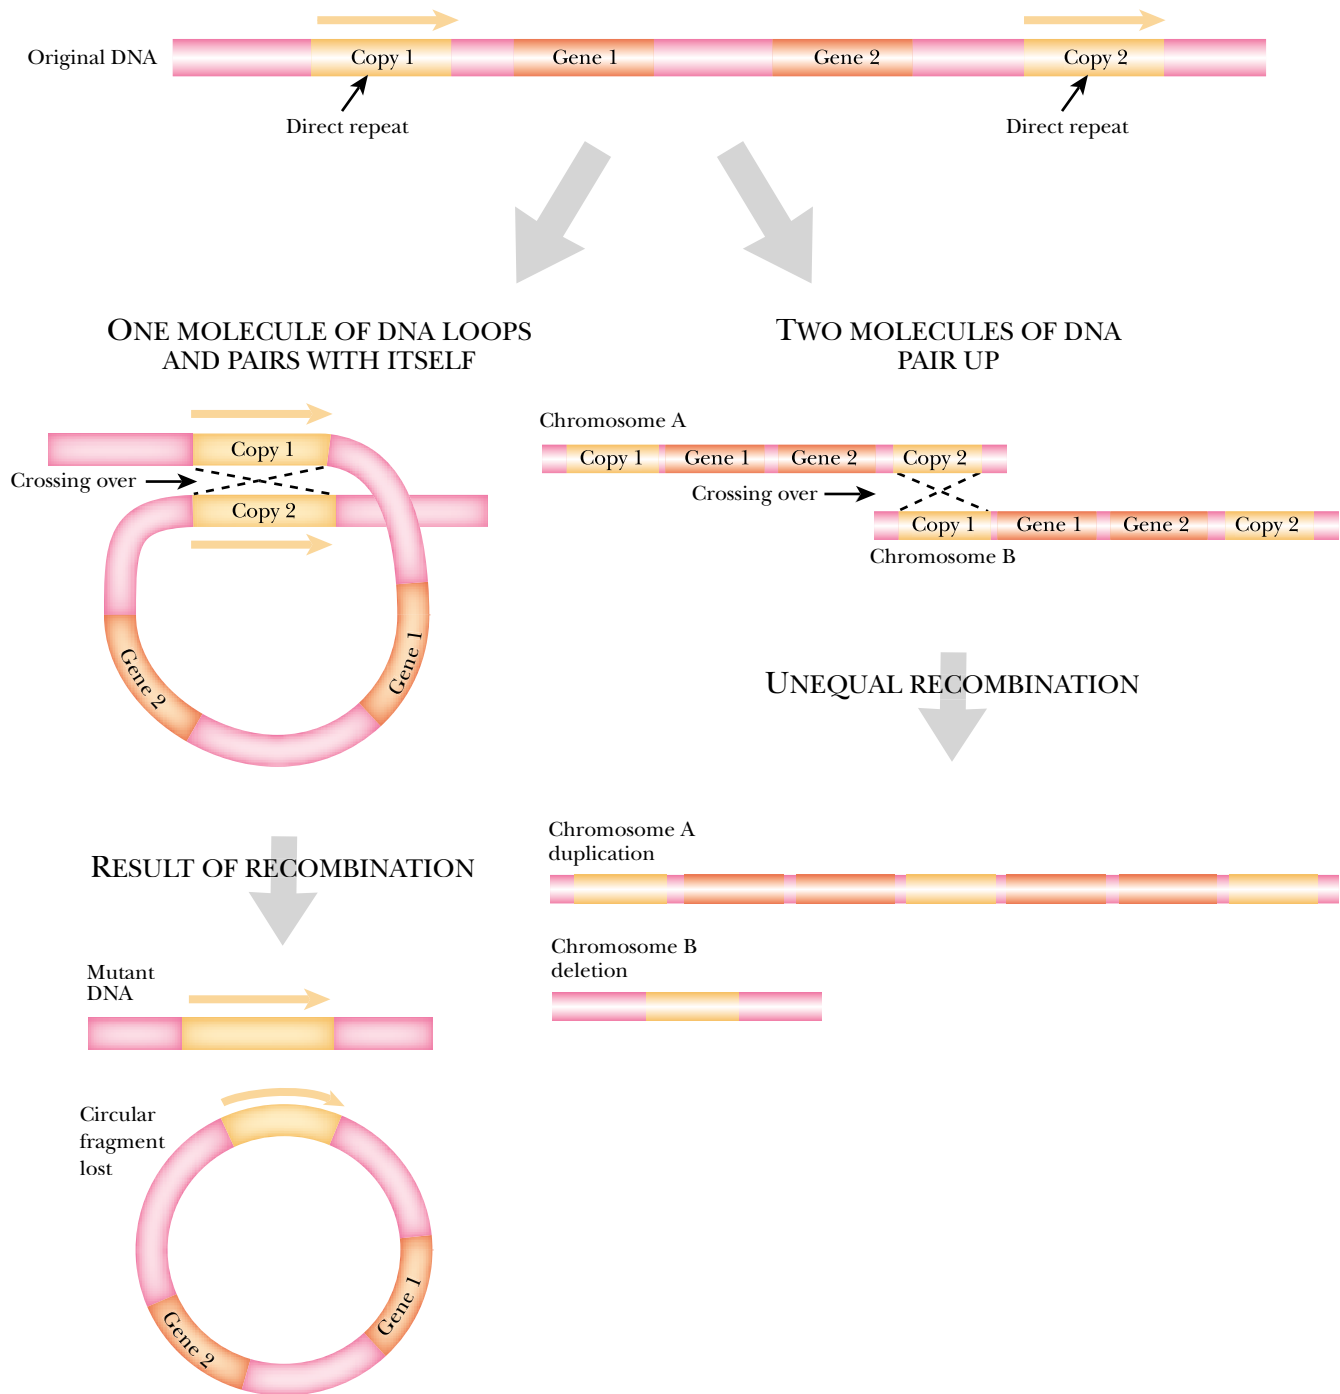 Original DNA
Copy 1
Gene 1
Gene 2
Copy 2
Direct repeat
Direct repeat
ONE MOLECULE OF DNA LOOPS
AND PAIRS WITH ITSELF
Copy 1
Crossing over
Copy 2
Gene 2
Gene 1
RESULT OF RECOMBINATION
Mutant
DNA
Circular
fragment
lost
Gene 2
Gene 1
TWO MOLECULES OF DNA
PAIR UP
Chromosome A
Copy 1
Gene 1
Gene 2
Copy 2
Crossing over
Copy 1
Gene 1
Gene 2
Copy 2
Chromosome B
UNEQUAL RECOMBINATION
Chromosome A
duplication
Chromosome B
deletion